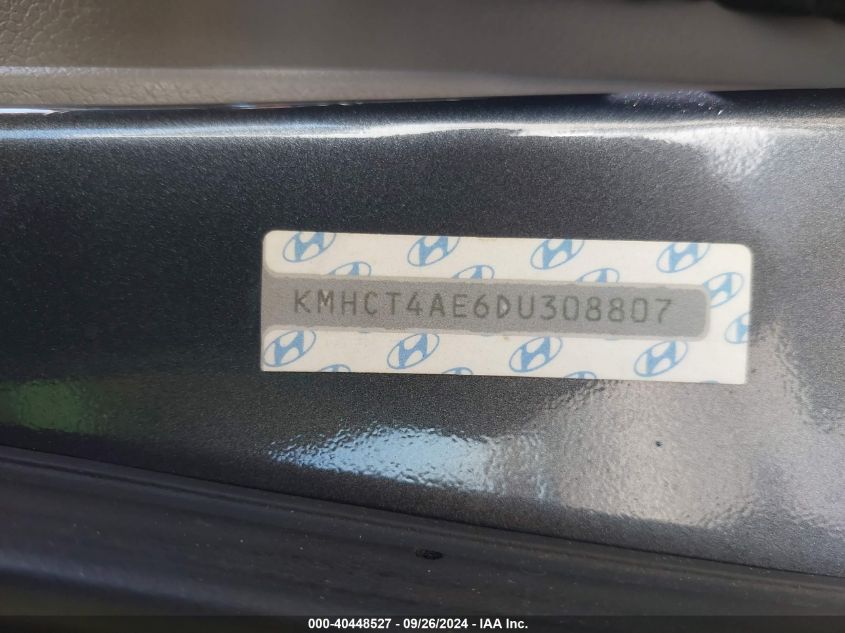 KMHCT4AE6DU308807
000-40448527 - 09/26/2024 - IAA Inc.